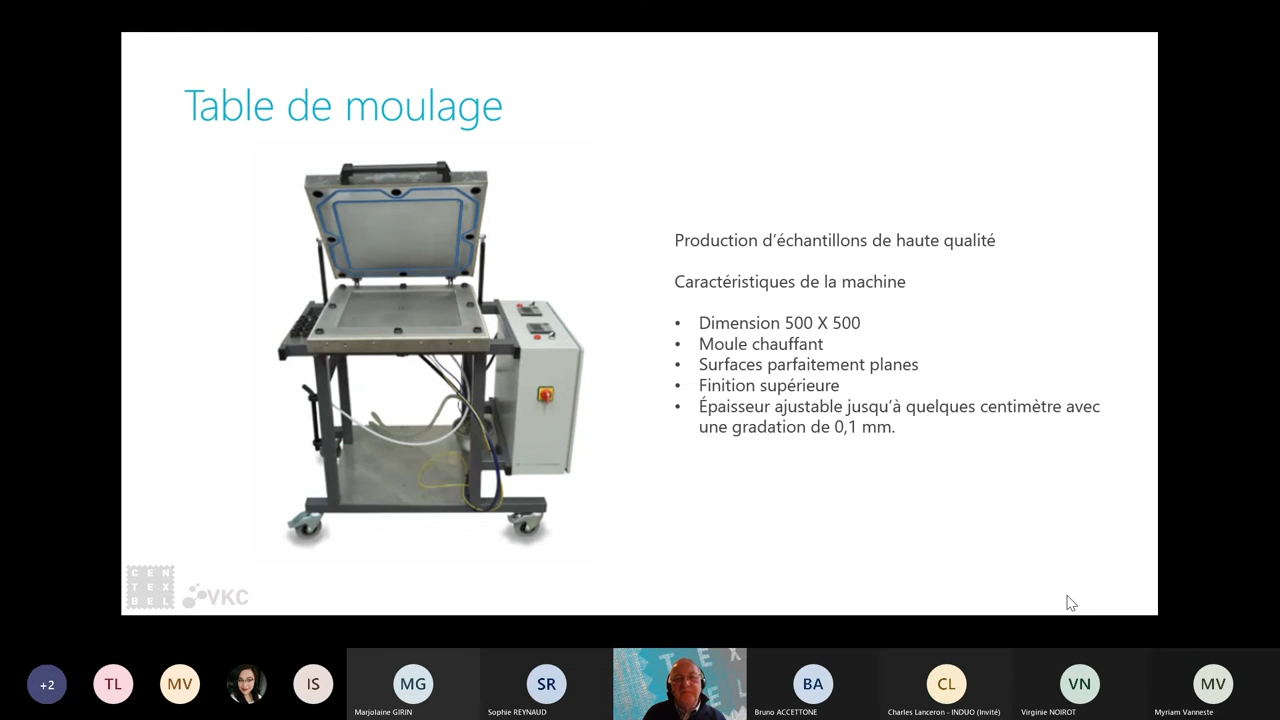 Table de moulage
Production d’échantillons de haute qualité
Caractéristiques de la machine
• Dimension 500 X 500
• Moule chauffant
• Surfaces parfaitement planes
• Finition supérieure
• Épaisseur ajustable jusqu’à quelques centimètre avec
une gradation de 0,1 mm.
CEN
TEX
BEL
VKC
+2
TL
MV
IS
MG
SR
BA
CL
VN
MV
Marjolaine GIRIN
Sophie REYNAUD
Bruno ACCETTONE
Charles Lanceron - INDUO (Invité)
Virginie NOIROT
Myriam Vanneste